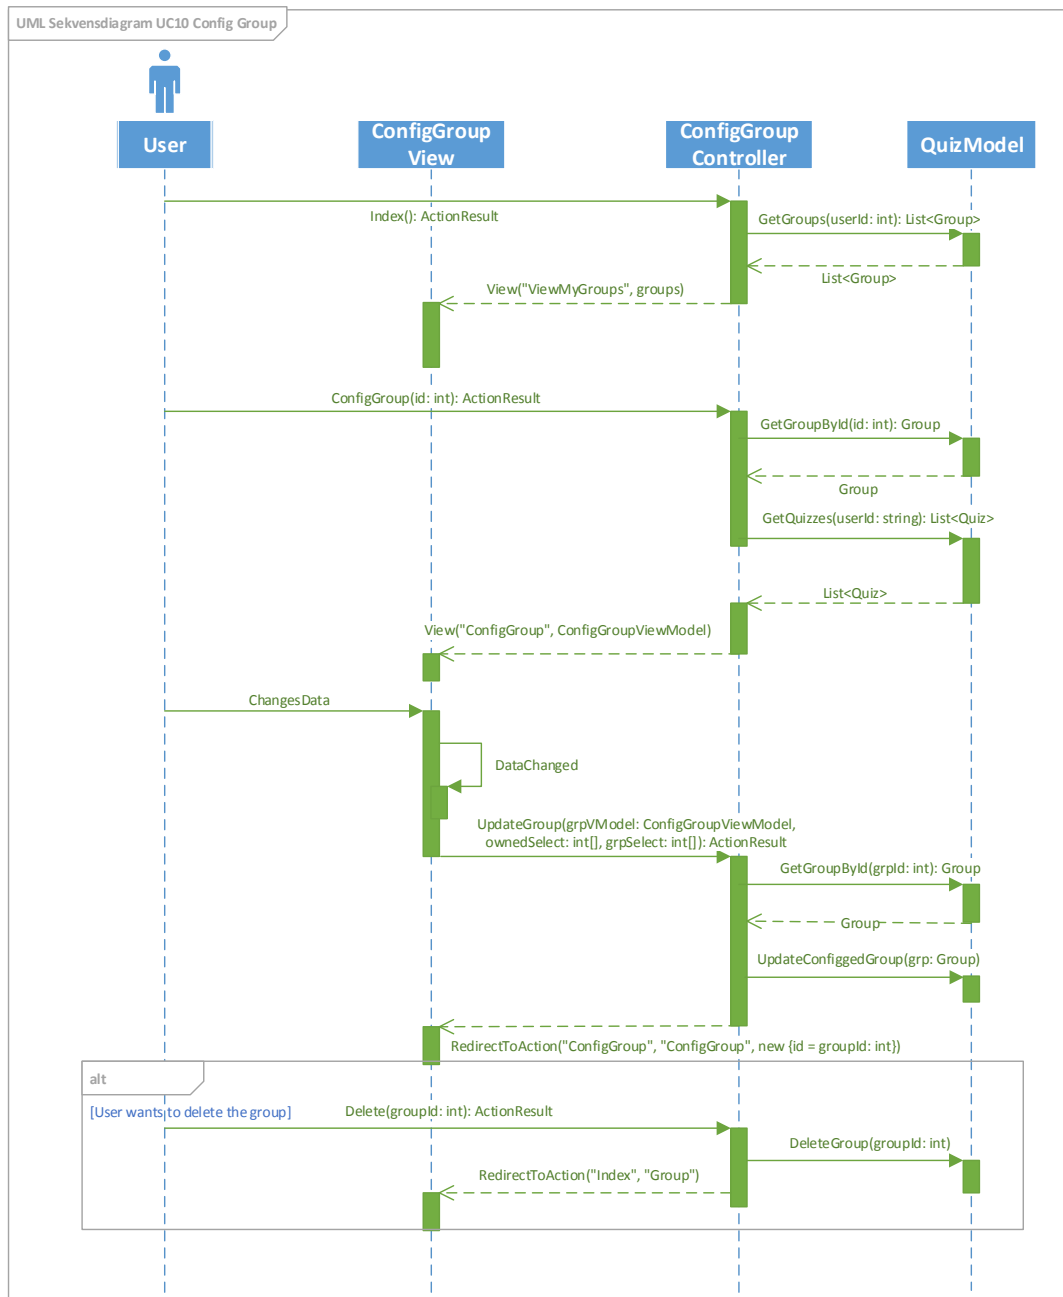 UML Sekvensdiagram UC10 Config Group
User
ConfigGroup
View
ConfigGroup
Controller
QuizModel
Index(): ActionResult
GetGroups(userId: int): List<Group>
List<Group>
View("ViewMyGroups", groups)
ConfigGroup(id: int): ActionResult
GetGroupById(id: int): Group
Group
GetQuizzes(userId: string): List<Quiz>
List<Quiz>
View("ConfigGroup", ConfigGroupViewModel)
ChangesData
DataChanged
UpdateGroup(grpVModel: ConfigGroupViewModel,
ownedSelect: int[], grpSelect: int[]): ActionResult
GetGroupById(grpId: int): Group
Group
UpdateConfiggedGroup(grp: Group)
RedirectToAction("ConfigGroup", "ConfigGroup", new {id = groupId: int})
alt
[User wants to delete the group]
Delete(groupId: int): ActionResult
DeleteGroup(groupId: int)
RedirectToAction("Index", "Group")